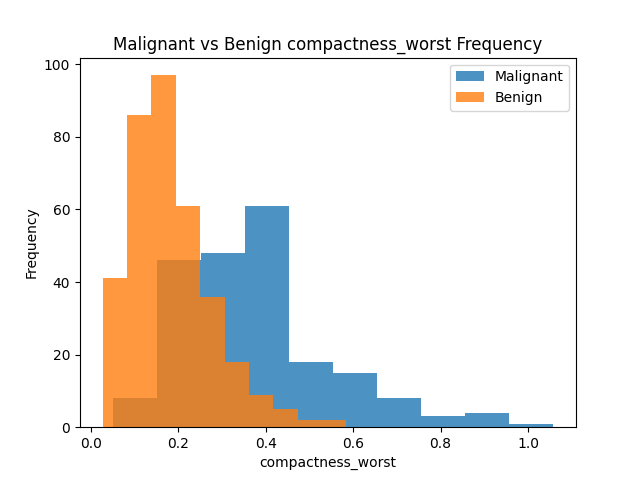 Malignant vs Benign compactness_worst Frequency
100
80
60
40
20
0
Frequency
Malignant
Benign
0.0 0.2 0.4 0.6 0.8 1.0
compactness_worst